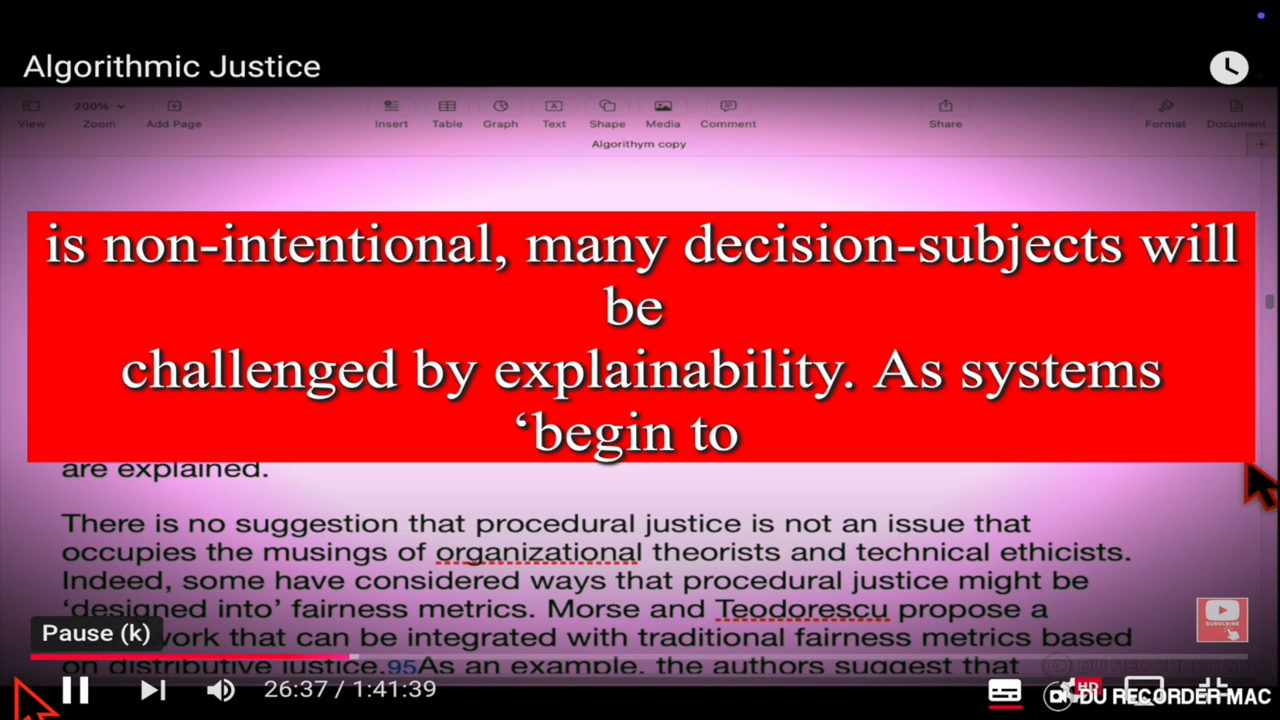 Algorithmic Justice
200%
View Zoom Add Page Insert Table Graph Text Shape Media Comment Share Format Document
Algorithym copy
is non-intentional, many decision-subjects will
be
challenged by explainability. As systems
‘begin to
are explained.
There is no suggestion that procedural justice is not an issue that
occupies the musings of organizational theorists and technical ethicists.
Indeed, some have considered ways that procedural justice might be
‘designed into’ fairness metrics. Morse and Teodorescu propose a
Pause (k)
work that can be integrated with traditional fairness metrics based
SUBSCRIBE
on distributive justice.95As an example, the authors suggest that
DU RECORDER MAC
26:37 / 1:41:39
HD
DU RECORDER MAC